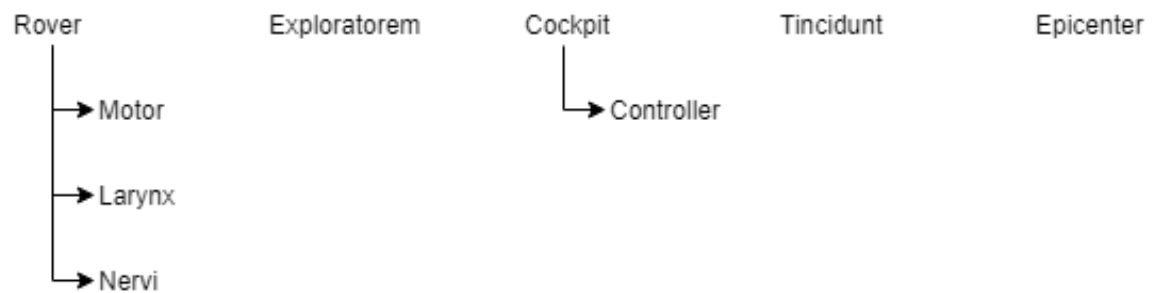 Rover Exploratorem Cockpit Tincidunt Epicenter
Motor Controller
Larynx
Nervi